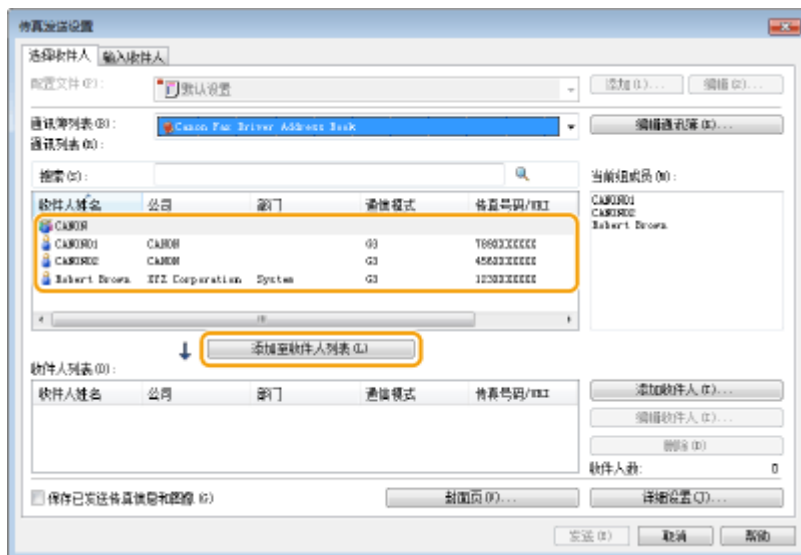 传真发送设置
选择收件人 输入收件人
配置文件(P): 默认设置 添加(1)... 编辑(2)...
通讯簿列表(B): Canon Fax Driver Address Book 编辑通讯簿(K)...
通讯列表(A):
搜索(S): 当前组成员(M):
收件人姓名 公司 部门 通信模式 传真号码/URI
CANON
CANON01 CANON G3
CANON02 CANON G3
Robert Brown XYZ Corporation System G3
CANON01
CANON02
Robert Brown
添加至收件人列表(L)
收件人列表(O):
收件人姓名 公司 部门 通信模式 传真号码/URI
添加收件人...
编辑收件人...
删除(D)
收件人数: 0
保存已发送传真信息和图像(G) 封面页... 详细设置(J)...
发送 取消 帮助